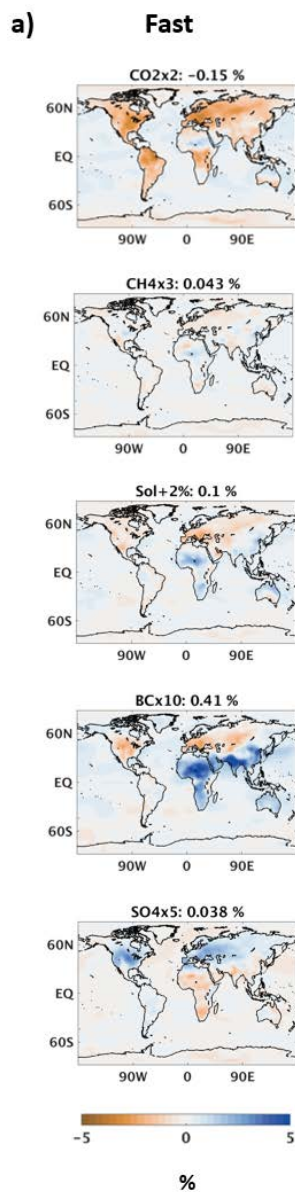 a) Fast
CO2x2: −0.15 %
60N
EQ
60S
90W 0 90E
CH4x3: 0.043 %
60N
EQ
60S
90W 0 90E
Sol+2%: 0.1 %
60N
EQ
60S
90W 0 90E
BCx10: 0.41 %
60N
EQ
60S
90W 0 90E
SO4x5: 0.038 %
60N
EQ
60S
90W 0 90E
−5 0 5
%